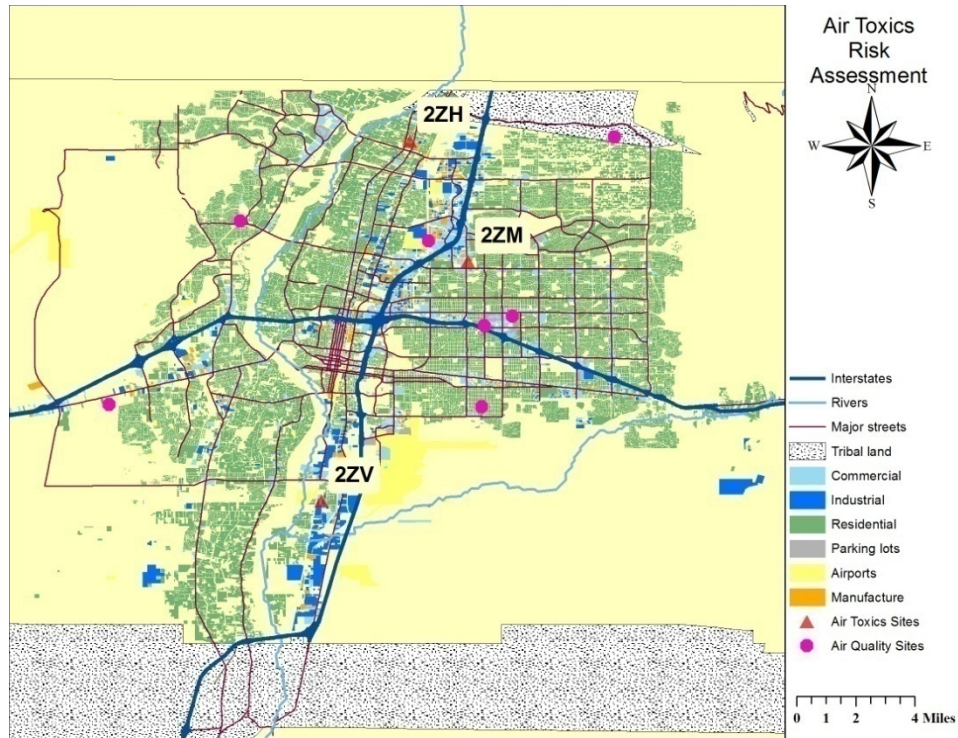 Air Toxics
Risk
Assessment
N
W
E
S
2ZH
2ZM
2ZV
Interstates
Rivers
Major streets
Tribal land
Commercial
Industrial
Residential
Parking lots
Airports
Manufacture
Air Toxics Sites
Air Quality Sites
0 1 2 4 Miles